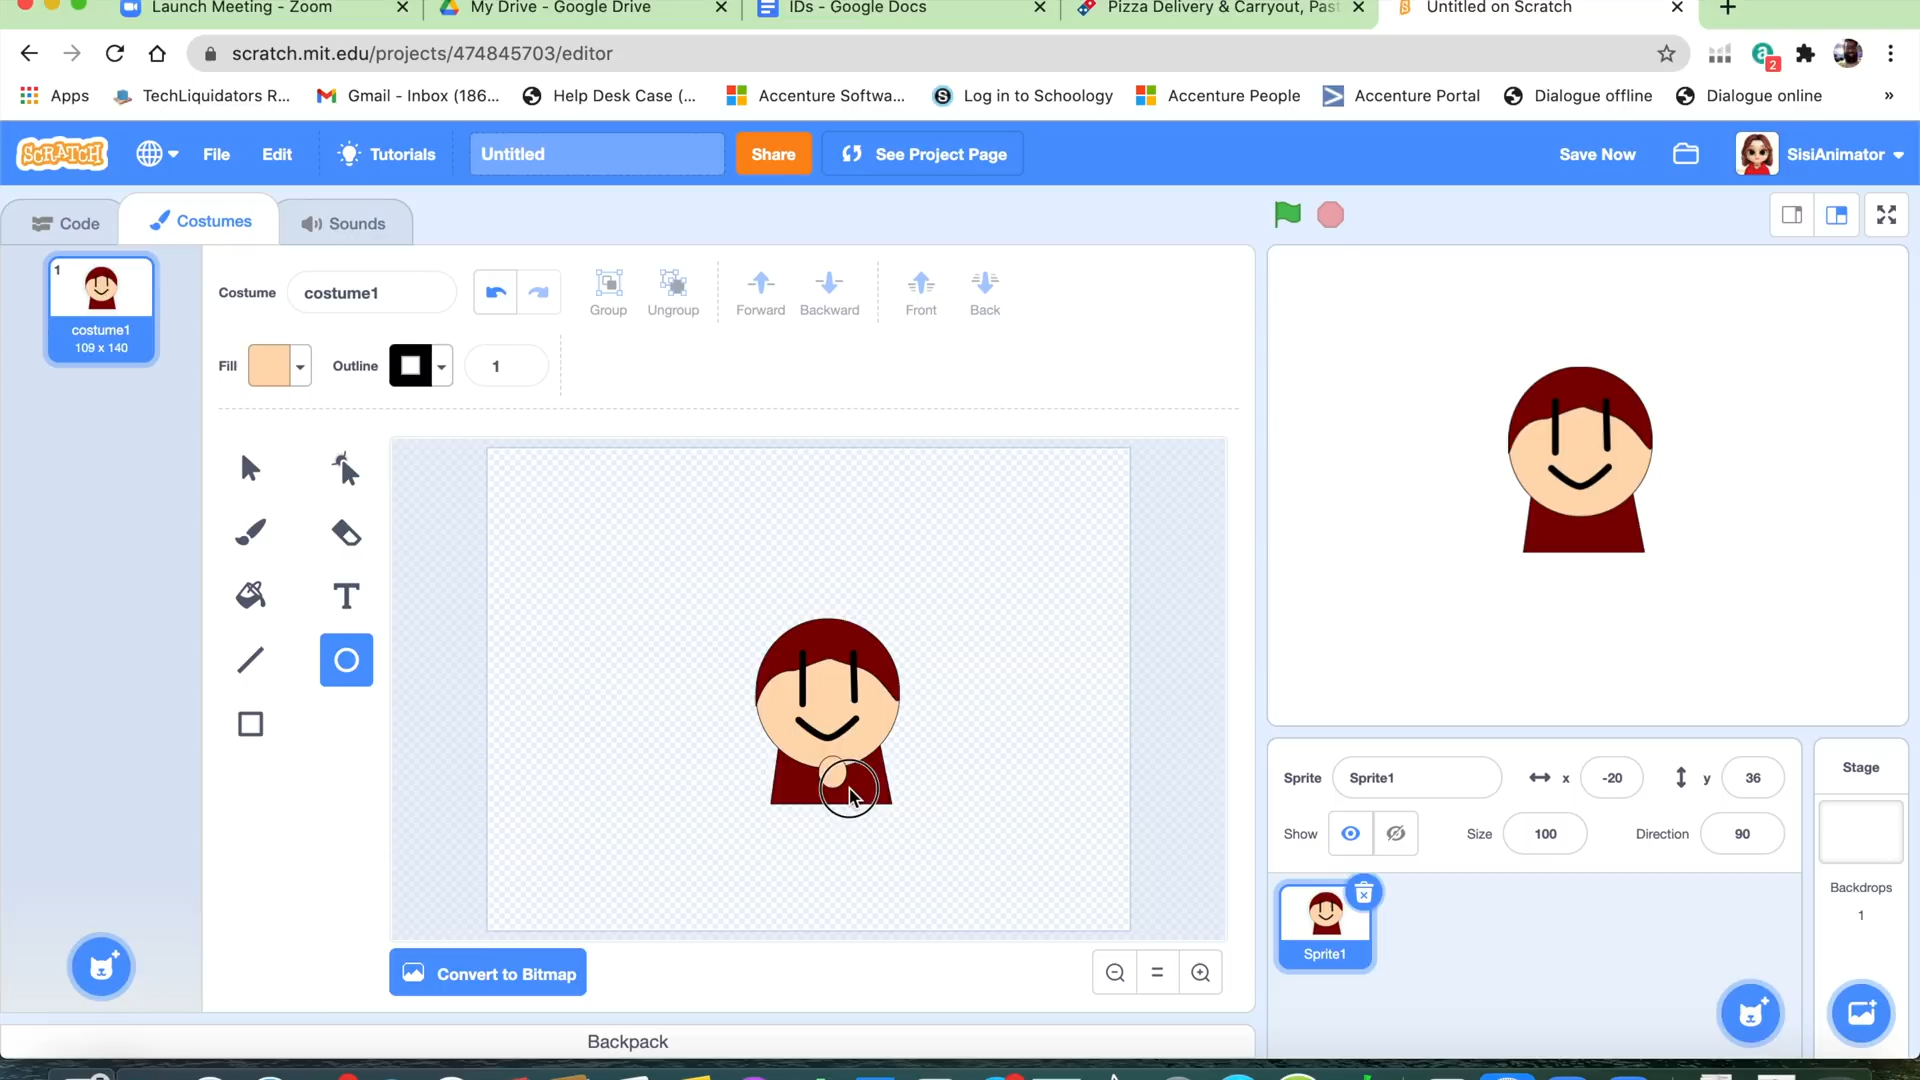 Launch Meeting - Zoom
My Drive - Google Drive
IDs - Google Docs
Pizza Delivery & Carryout, Past
Untitled on Scratch
scratch.mit.edu/projects/474845703/editor
2
Apps
TechLiquidators R...
Gmail - Inbox (186...
Help Desk Case (...
Accenture Softwa...
Log in to Schoology
Accenture People
Accenture Portal
Dialogue offline
Dialogue online
»
SCRATCH
File
Edit
Tutorials
Untitled
Share
See Project Page
Save Now
SisiAnimator
Code
Costumes
Sounds
1
costume1
109 x 140
Costume
costume1
Group
Ungroup
Forward
Backward
Front
Back
Fill
Outline
1
T
Convert to Bitmap
Backpack
Sprite
Sprite1
x
-20
y
36
Show
Size
100
Direction
90
Sprite1
Stage
Backdrops
1